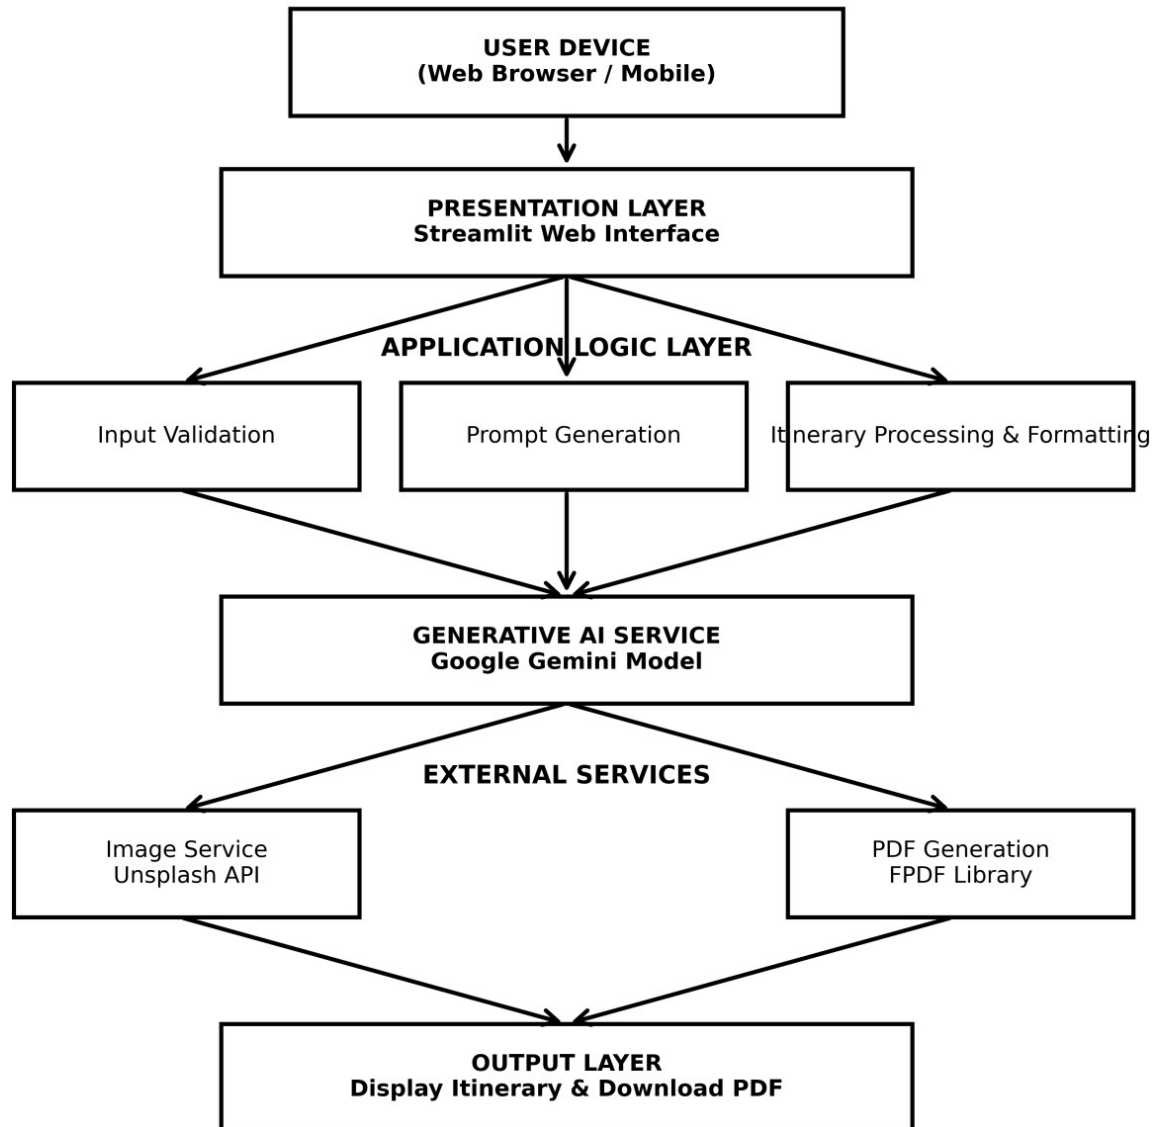 USER DEVICE
(Web Browser / Mobile)
PRESENTATION LAYER
Streamlit Web Interface
APPLICATION LOGIC LAYER
Input Validation
Prompt Generation
Itinerary Processing & Formatting
GENERATIVE AI SERVICE
Google Gemini Model
EXTERNAL SERVICES
Image Service
Unsplash API
PDF Generation
FPDF Library
OUTPUT LAYER
Display Itinerary & Download PDF